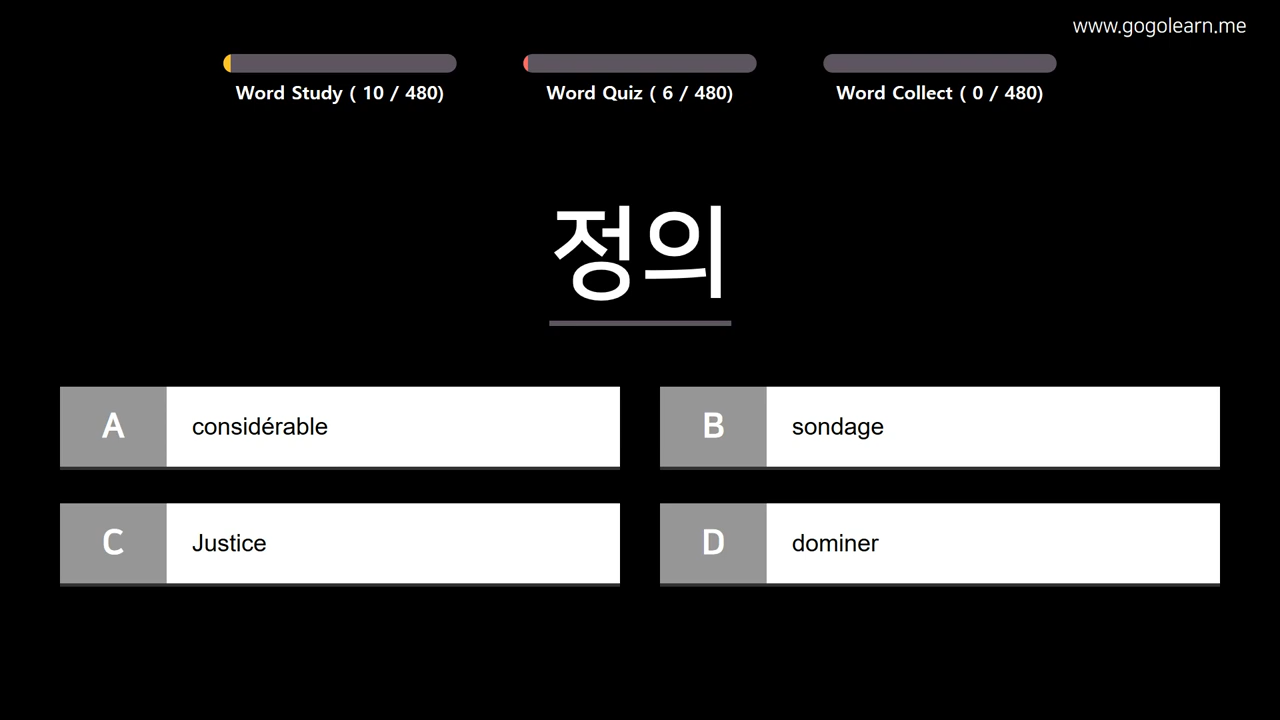 www.gogolearn.me
Word Study ( 10 / 480)
Word Quiz ( 6 / 480)
Word Collect ( 0 / 480)
정의
A
considérable
B
sondage
C
Justice
D
dominer